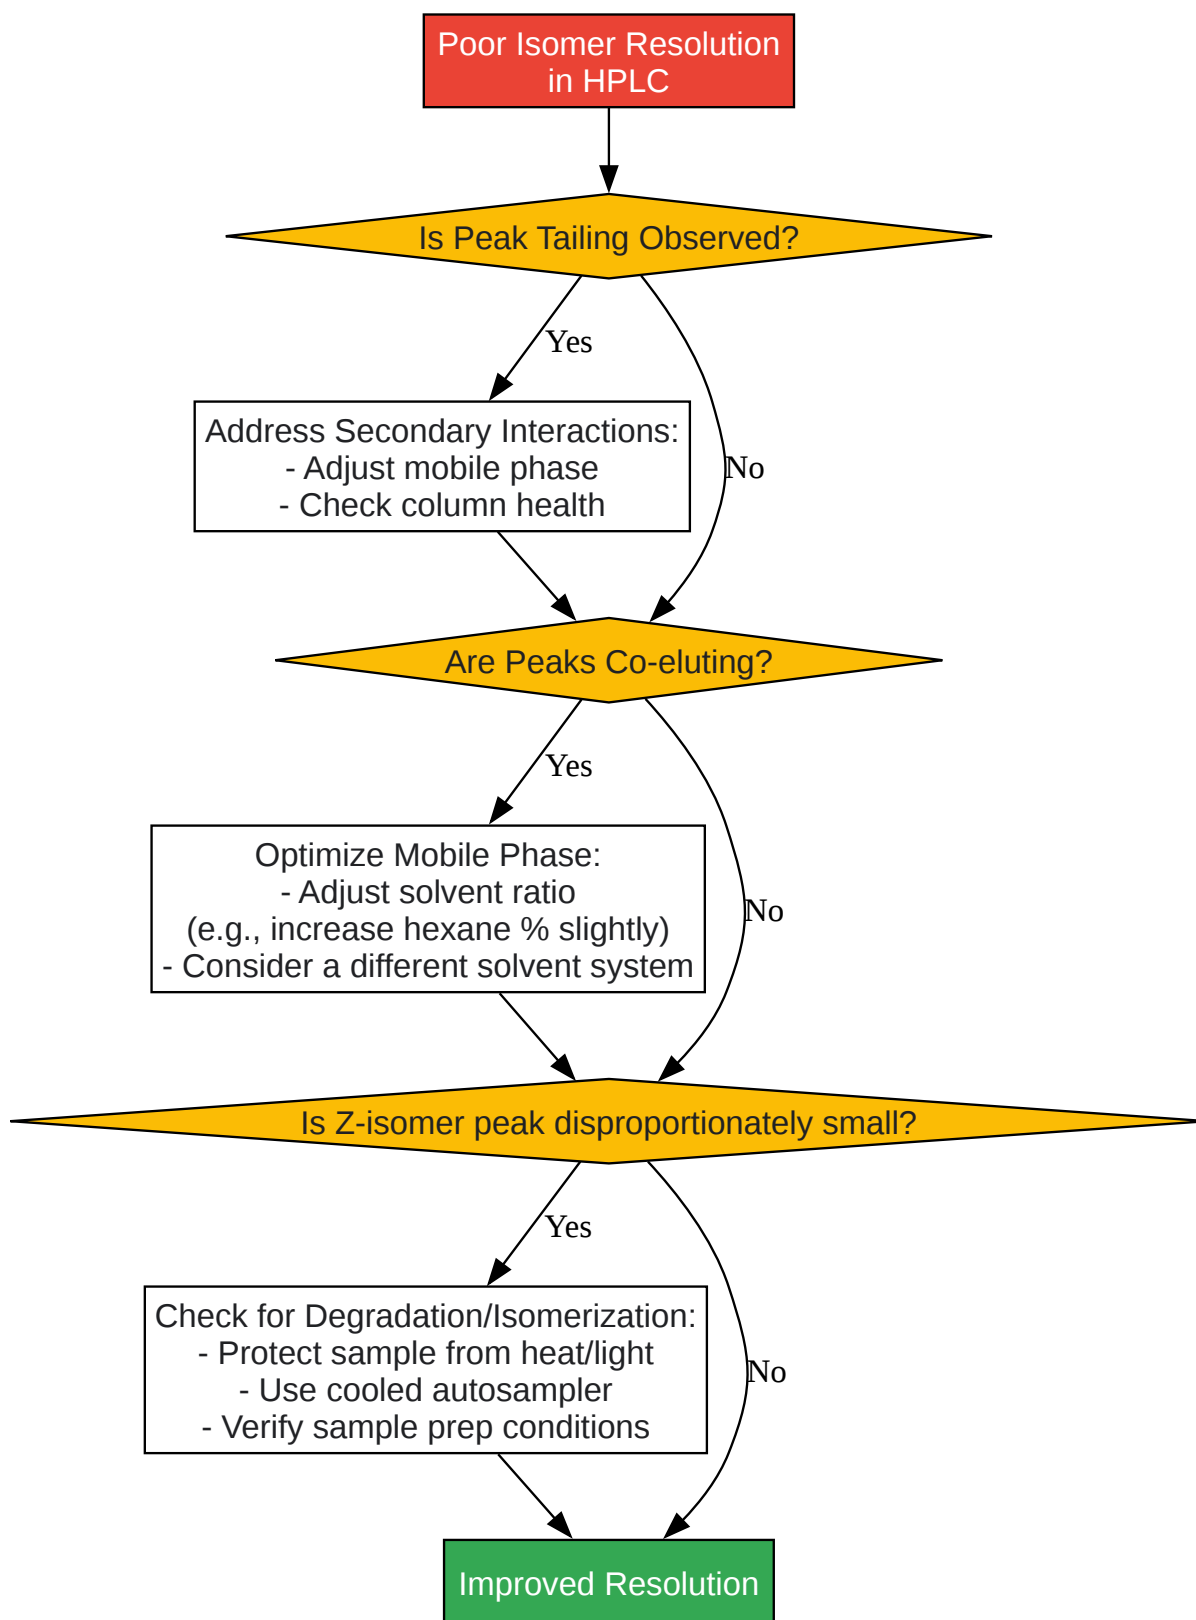 Poor Isomer Resolution
in HPLC
Is Peak Tailing Observed?
Yes
Address Secondary Interactions:
- Adjust mobile phase
- Check column health
No
Are Peaks Co-eluting?
Yes
Optimize Mobile Phase:
- Adjust solvent ratio
(e.g., increase hexane % slightly)
- Consider a different solvent system
No
Is Z-isomer peak disproportionately small?
Yes
Check for Degradation/Isomerization:
- Protect sample from heat/light
- Use cooled autosampler
- Verify sample prep conditions
No
Improved Resolution